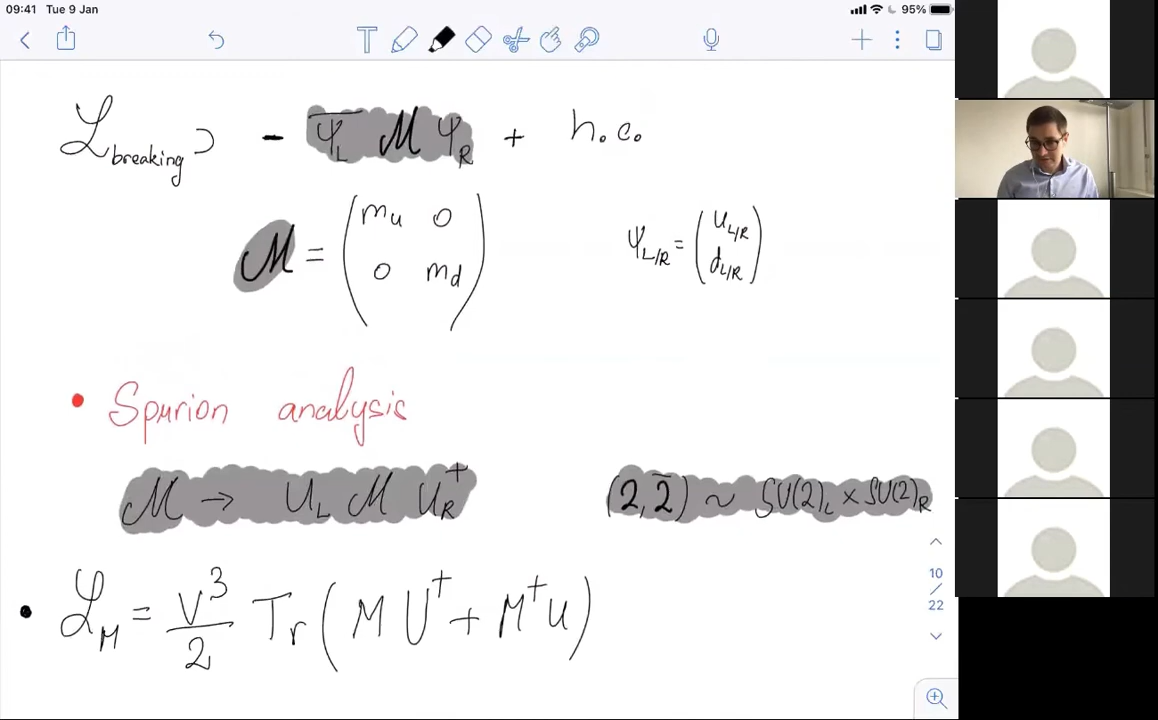 09:41 Tue 9 Jan 95%
ℒ_breaking ⊃ - ψ̄_L ℳ ψ_R + h.c.
ℳ = ( m_u 0 ; 0 m_d ) ψ_L/R = ( u_L/R ; d_L/R )
• Spurion analysis
ℳ → U_L ℳ U_R^† (2, 2̄) ~ SU(2)_L × SU(2)_R
• ℒ_M = V³/2 Tr ( M U^† + M^† U )
10
/
22